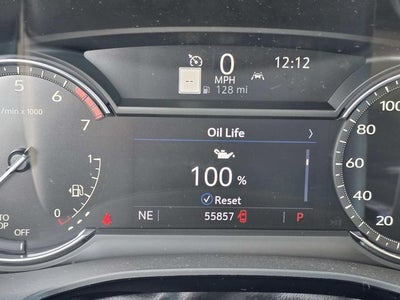 0 12:12
MPH
--
128 mi
5 6 7
/min x 1000
100
80
60
40
20
Oil Life
100 %
Reset
1
0
OFF
NE 55857 P